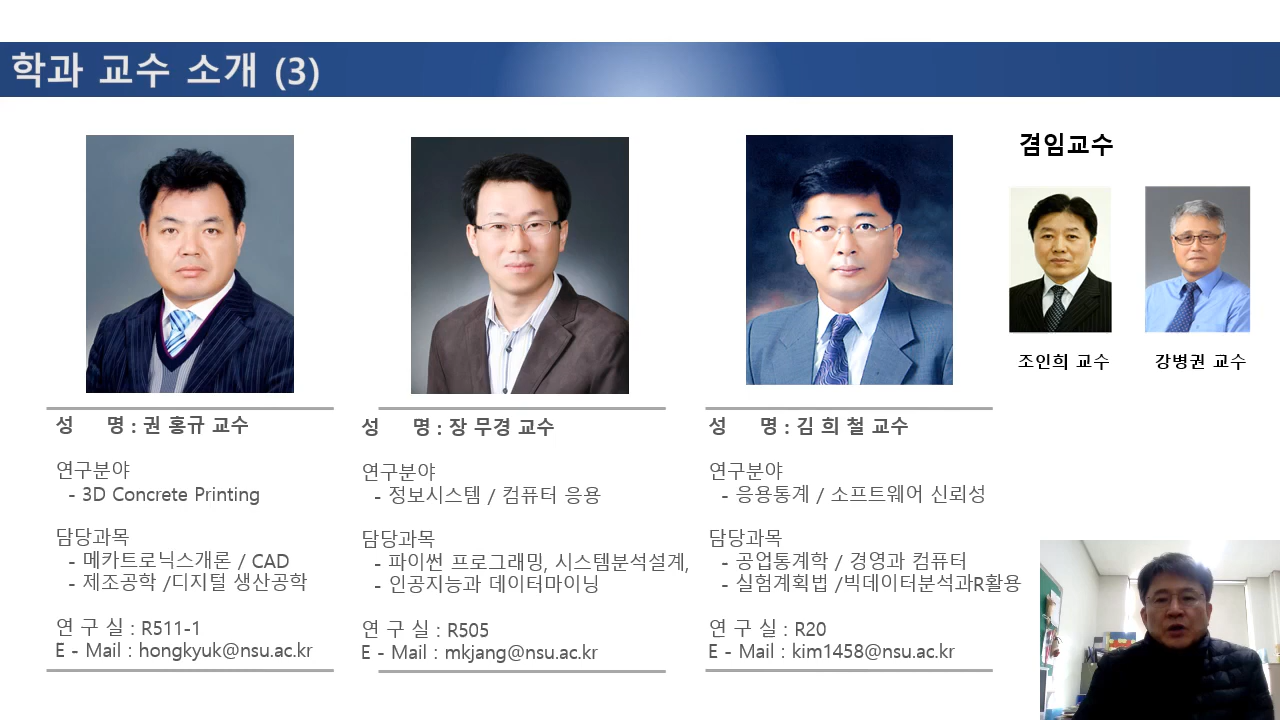 학과 교수 소개 (3)
성 명 : 권 홍규 교수
연구분야
- 3D Concrete Printing
담당과목
- 메카트로닉스개론 / CAD
- 제조공학 /디지털 생산공학
연 구 실 : R511-1
E - Mail : hongkyuk@nsu.ac.kr
성 명 : 장 무경 교수
연구분야
- 정보시스템 / 컴퓨터 응용
담당과목
- 파이썬 프로그래밍, 시스템분석설계,
- 인공지능과 데이터마이닝
연 구 실 : R505
E - Mail : mkjang@nsu.ac.kr
성 명 : 김 희 철 교수
연구분야
- 응용통계 / 소프트웨어 신뢰성
담당과목
- 공업통계학 / 경영과 컴퓨터
- 실험계획법 /빅데이터분석과R활용
연 구 실 : R20
E - Mail : kim1458@nsu.ac.kr
겸임교수
조인희 교수
강병권 교수